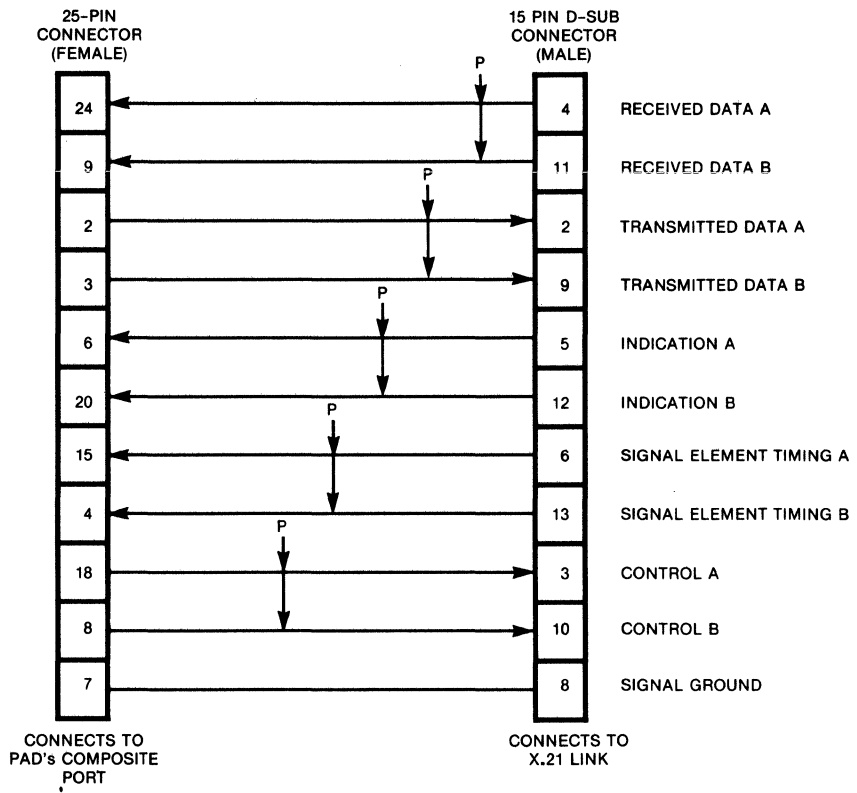 25-PIN
CONNECTOR
(FEMALE)
15 PIN D-SUB
CONNECTOR
(MALE)
P
24
4
RECEIVED DATA A
9
11
RECEIVED DATA B
P
2
2
TRANSMITTED DATA A
3
9
TRANSMITTED DATA B
P
6
5
INDICATION A
20
12
INDICATION B
P
15
6
SIGNAL ELEMENT TIMING A
4
13
SIGNAL ELEMENT TIMING B
P
18
3
CONTROL A
8
10
CONTROL B
7
8
SIGNAL GROUND
CONNECTS TO
PAD's COMPOSITE
PORT
CONNECTS TO
X.21 LINK